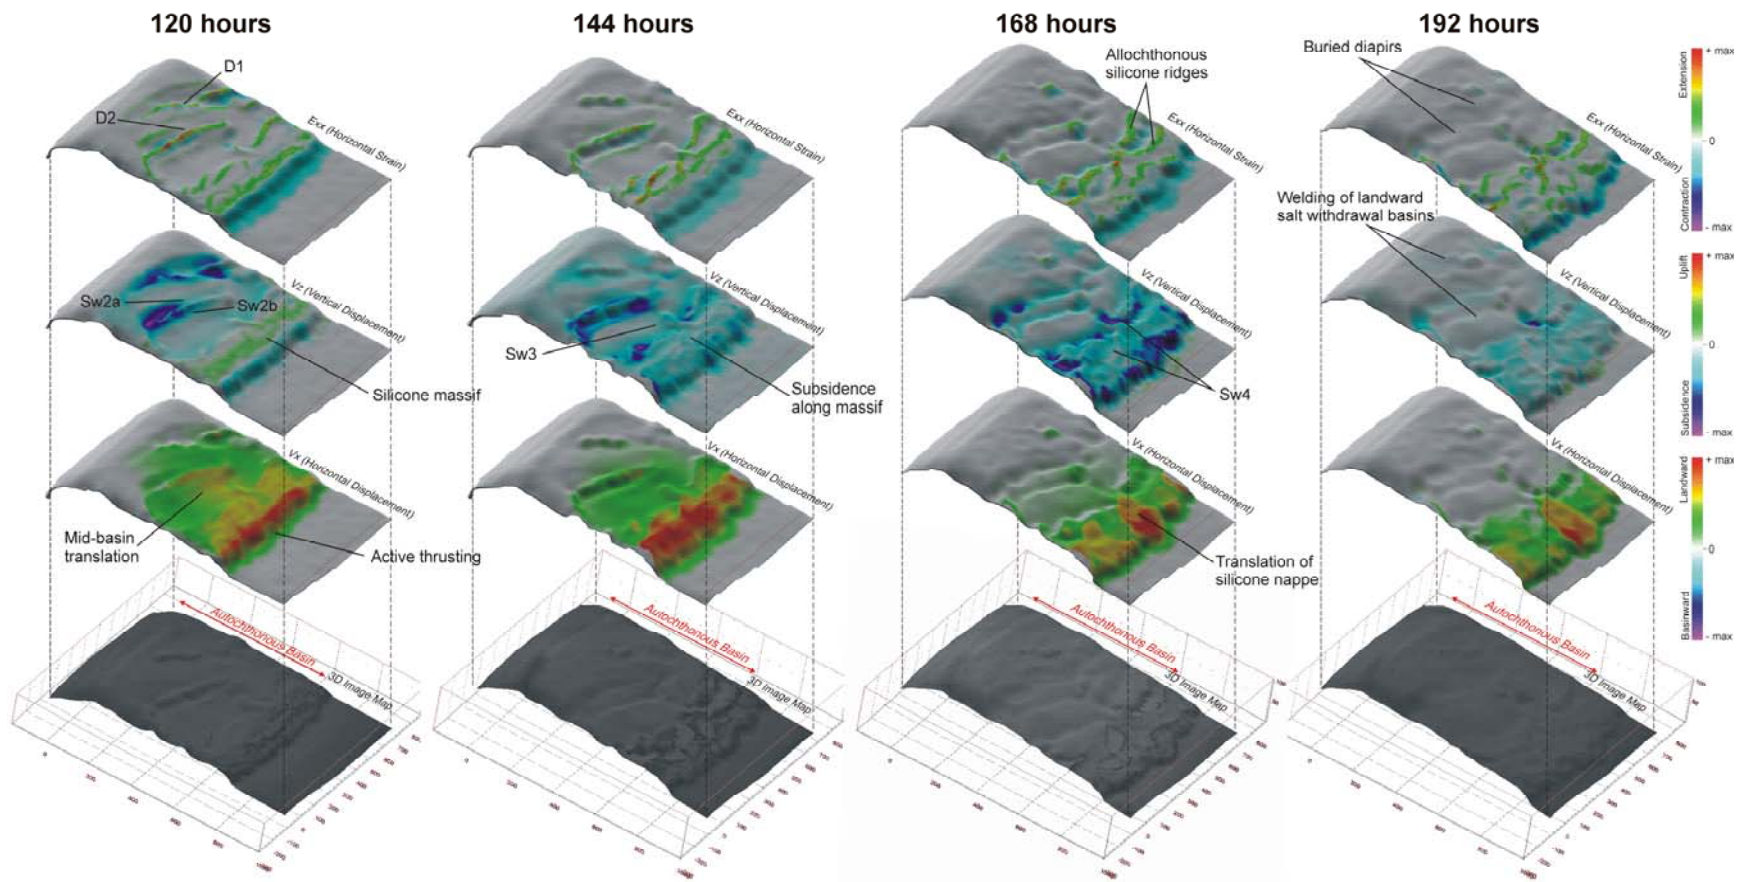 120 hours
144 hours
168 hours
192 hours
D1
D2
Exx (Horizontal Strain)
Exx (Horizontal Strain)
Allochthonous
silicone ridges
Exx (Horizontal Strain)
Buried diapirs
Exx (Horizontal Strain)
+ max
Extension
0
Contraction
- max
Sw2a
Sw2b
Vz (Vertical Displacement)
Silicone massif
Sw3
Vz (Vertical Displacement)
Subsidence
along massif
Vz (Vertical Displacement)
Sw4
Welding of landward
salt withdrawal basins
Vz (Vertical Displacement)
+ max
Uplift
0
Subsidence
- max
Mid-basin
translation
Vx (Horizontal Displacement)
Active thrusting
Vx (Horizontal Displacement)
Vx (Horizontal Displacement)
Translation of
silicone nappe
Vx (Horizontal Displacement)
+ max
Landward
0
Basinward
- max
Autochthonous Basin
3D Image Map
Autochthonous Basin
3D Image Map
Autochthonous Basin
3D Image Map
Autochthonous Basin
3D Image Map